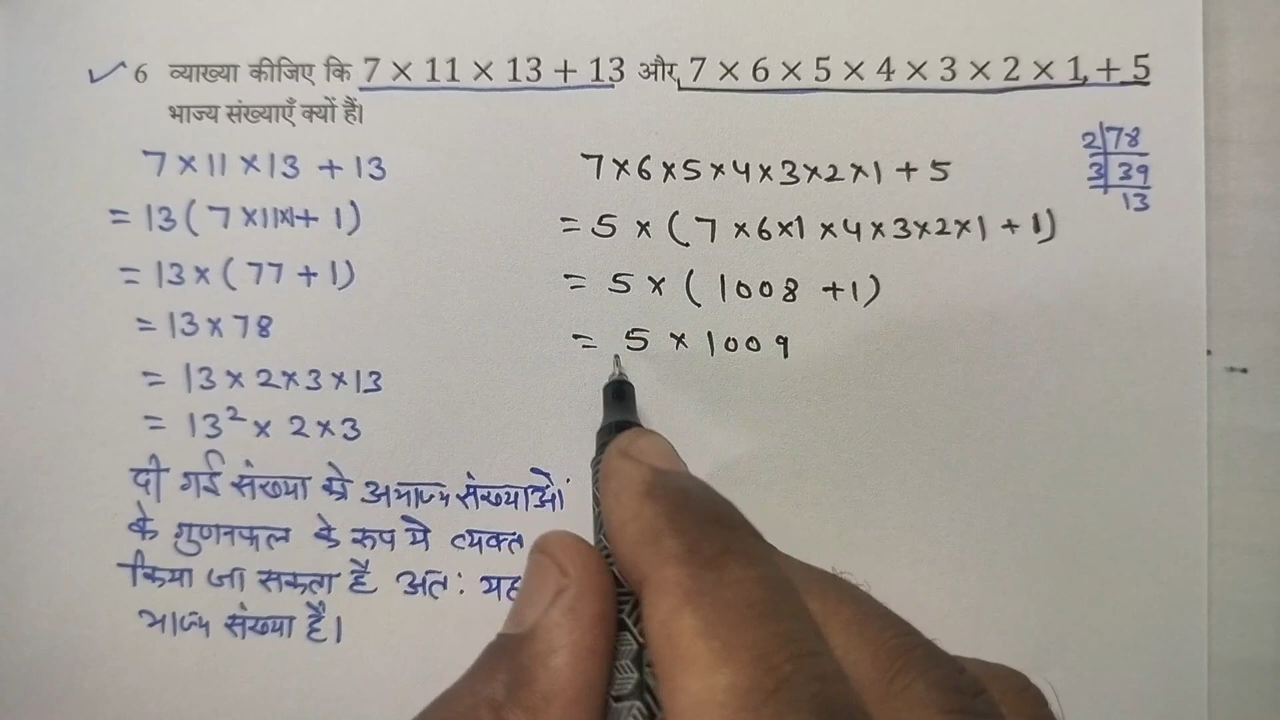 6 व्याख्या कीजिए कि 7 × 11 × 13 + 13 और 7 × 6 × 5 × 4 × 3 × 2 × 1 + 5
भाज्य संख्याएँ क्यों हैं।
7 × 11 × 13 + 13
= 13 ( 7 × 11 × 1 + 1 )
= 13 × ( 77 + 1 )
= 13 × 78
= 13 × 2 × 3 × 13
= 13² × 2 × 3
दी गई संख्या को अभाज्य संख्याओं
के गुणनफल के रूप में व्यक्त
किया जा सकता है अत: यह
भाज्य संख्या है।
7 × 6 × 5 × 4 × 3 × 2 × 1 + 5
= 5 × ( 7 × 6 × 1 × 4 × 3 × 2 × 1 + 1 )
= 5 × ( 1008 + 1 )
= 5 × 1009
2 | 78
3 | 39
13